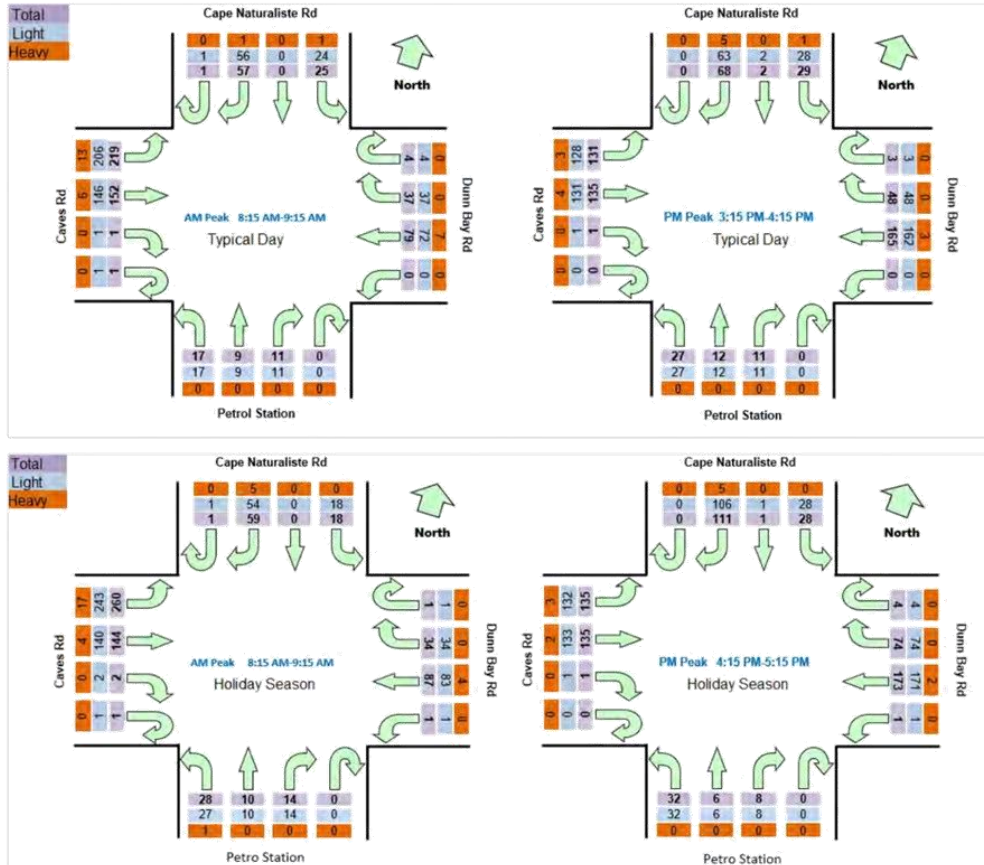 Total
Light
Heavy
Cape Naturaliste Rd
0 1 0 1
1 56 0 24
1 57 0 25
North
Caves Rd
13 206 219
6 146 152
0 1 1
0 1 1
AM Peak 8:15 AM-9:15 AM
Typical Day
4 4 0
37 37 0
79 72 7
0 0 0
Dunn Bay Rd
17 9 11 0
17 9 11 0
0 0 0 0
Petrol Station
Cape Naturaliste Rd
0 5 0 1
0 63 2 28
0 68 2 29
North
Caves Rd
3 128 131
4 131 135
0 1 1
0 0 0
PM Peak 3:15 PM-4:15 PM
Typical Day
3 3 0
48 48 0
165 162 3
0 0 0
Dunn Bay Rd
27 12 11 0
27 12 11 0
0 0 0 0
Petrol Station
Total
Light
Heavy
Cape Naturaliste Rd
0 5 0 0
1 54 0 18
1 59 0 18
North
Caves Rd
17 243 260
4 140 144
0 2 2
0 1 1
AM Peak 8:15 AM-9:15 AM
Holiday Season
1 1 0
34 34 0
87 83 4
1 1 0
Dunn Bay Rd
28 10 14 0
27 10 14 0
1 0 0 0
Petro Station
Cape Naturaliste Rd
0 5 0 0
0 106 1 28
0 111 1 28
North
Caves Rd
3 132 135
2 133 135
0 1 1
0 0 0
PM Peak 4:15 PM-5:15 PM
Holiday Season
4 4 0
74 74 0
173 171 2
1 1 0
Dunn Bay Rd
32 6 8 0
32 6 8 0
0 0 0 0
Petro Station